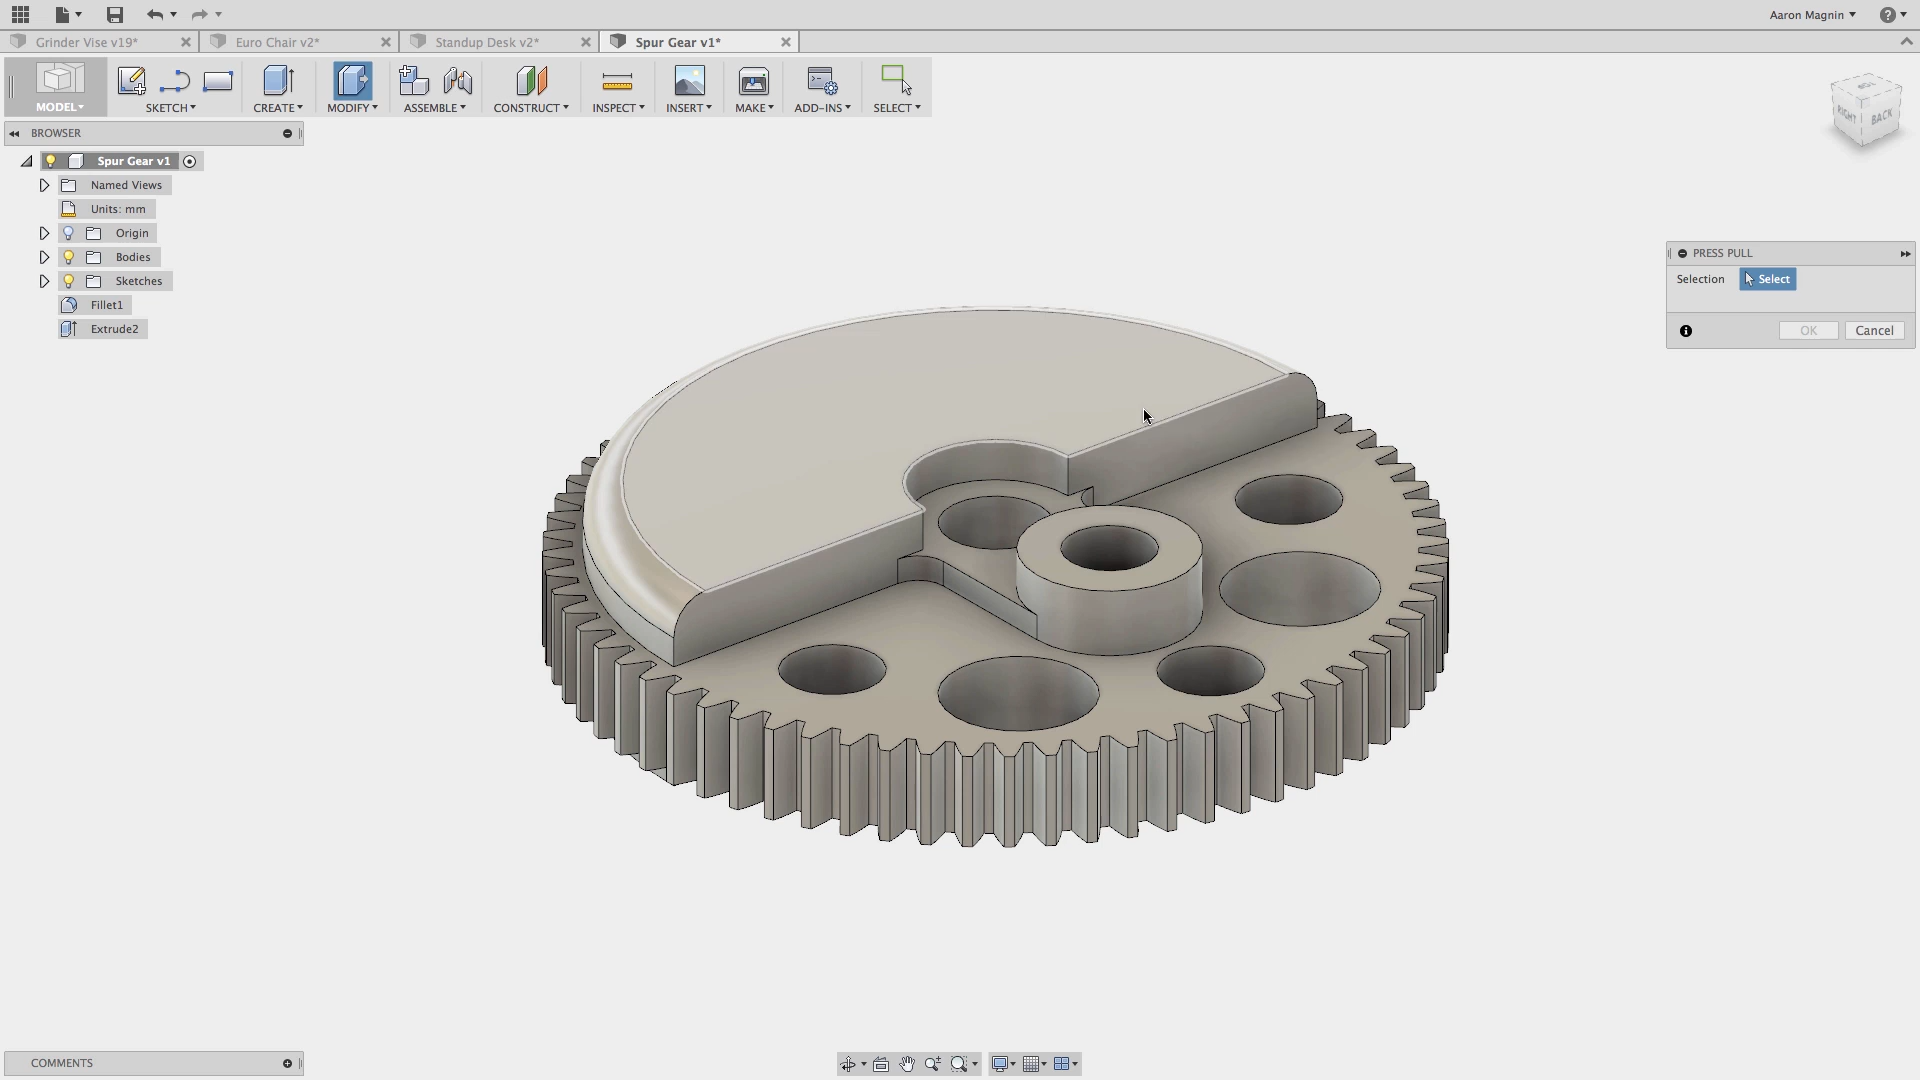 Aaron Magnin
Grinder Vise v19*
Euro Chair v2*
Standup Desk v2*
Spur Gear v1*
MODEL
SKETCH
CREATE
MODIFY
ASSEMBLE
CONSTRUCT
INSPECT
INSERT
MAKE
ADD-INS
SELECT
RIGHT
BACK
BROWSER
Spur Gear v1
Named Views
Units: mm
Origin
Bodies
Sketches
Fillet1
Extrude2
PRESS PULL
Selection
Select
OK
Cancel
COMMENTS